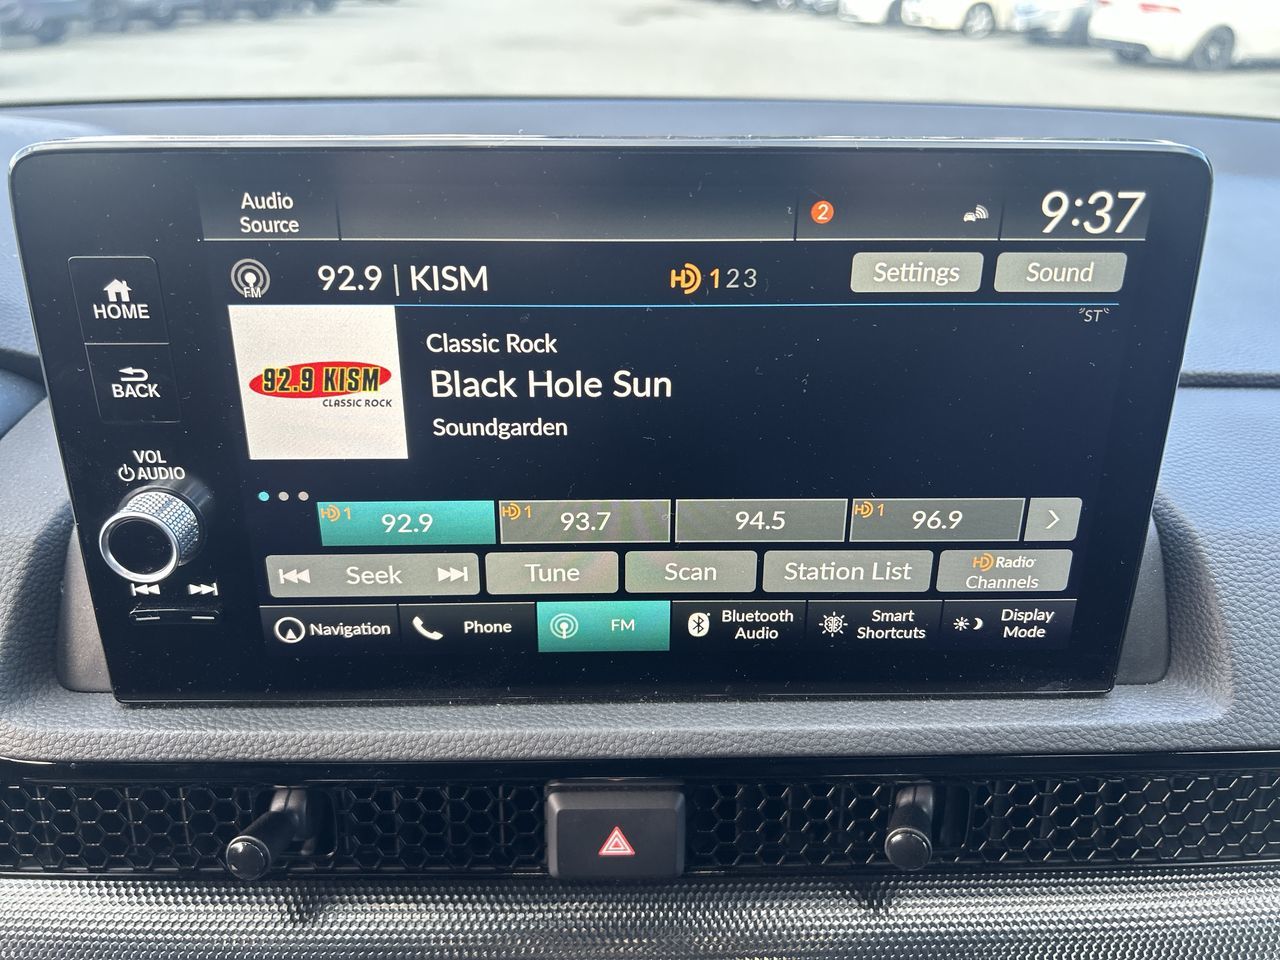 Audio
Source
2
9:37
FM
92.9 | KISM
HD 1 2 3
Settings
Sound
"ST"
HOME
BACK
VOL
AUDIO
92.9 KISM
CLASSIC ROCK
Classic Rock
Black Hole Sun
Soundgarden
HD 1
92.9
HD 1
93.7
94.5
HD 1
96.9
Seek
Tune
Scan
Station List
HD Radio
Channels
Navigation
Phone
FM
Bluetooth
Audio
Smart
Shortcuts
Display
Mode